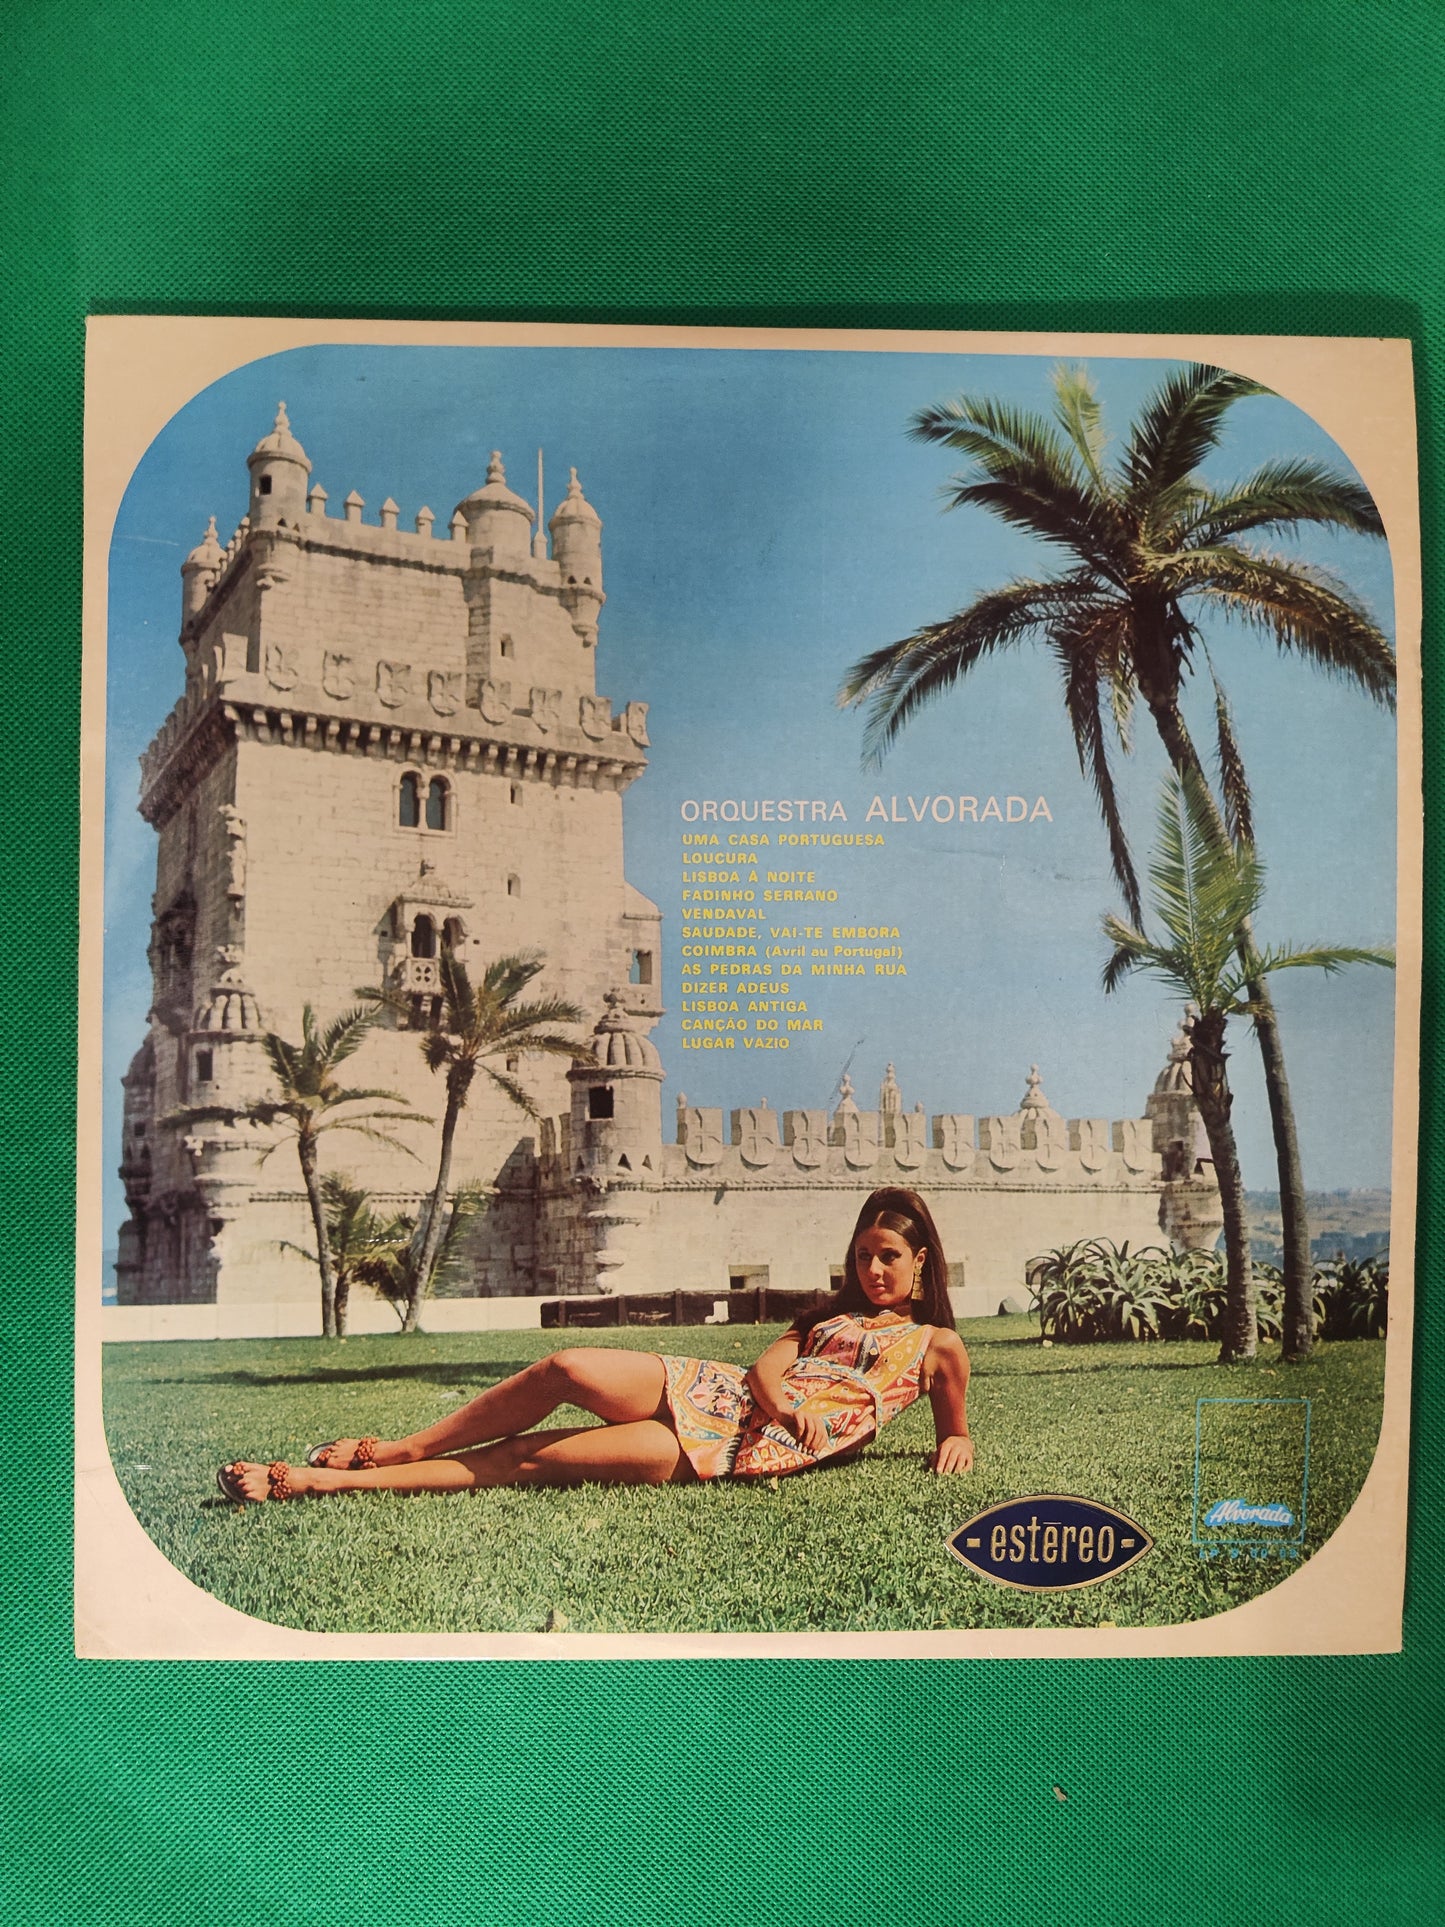 ORQUESTRA ALVORADA
UMA CASA PORTUGUESA
LOUCURA
LISBOA À NOITE
FADINHO SERRANO
VENDAVAL
SAUDADE, VAI-TE EMBORA
COIMBRA (Avril au Portugal)
AS PEDRAS DA MINHA RUA
DIZER ADEUS
LISBOA ANTIGA
CANÇÃO DO MAR
LUGAR VAZIO
-estēreo-
Alvorada